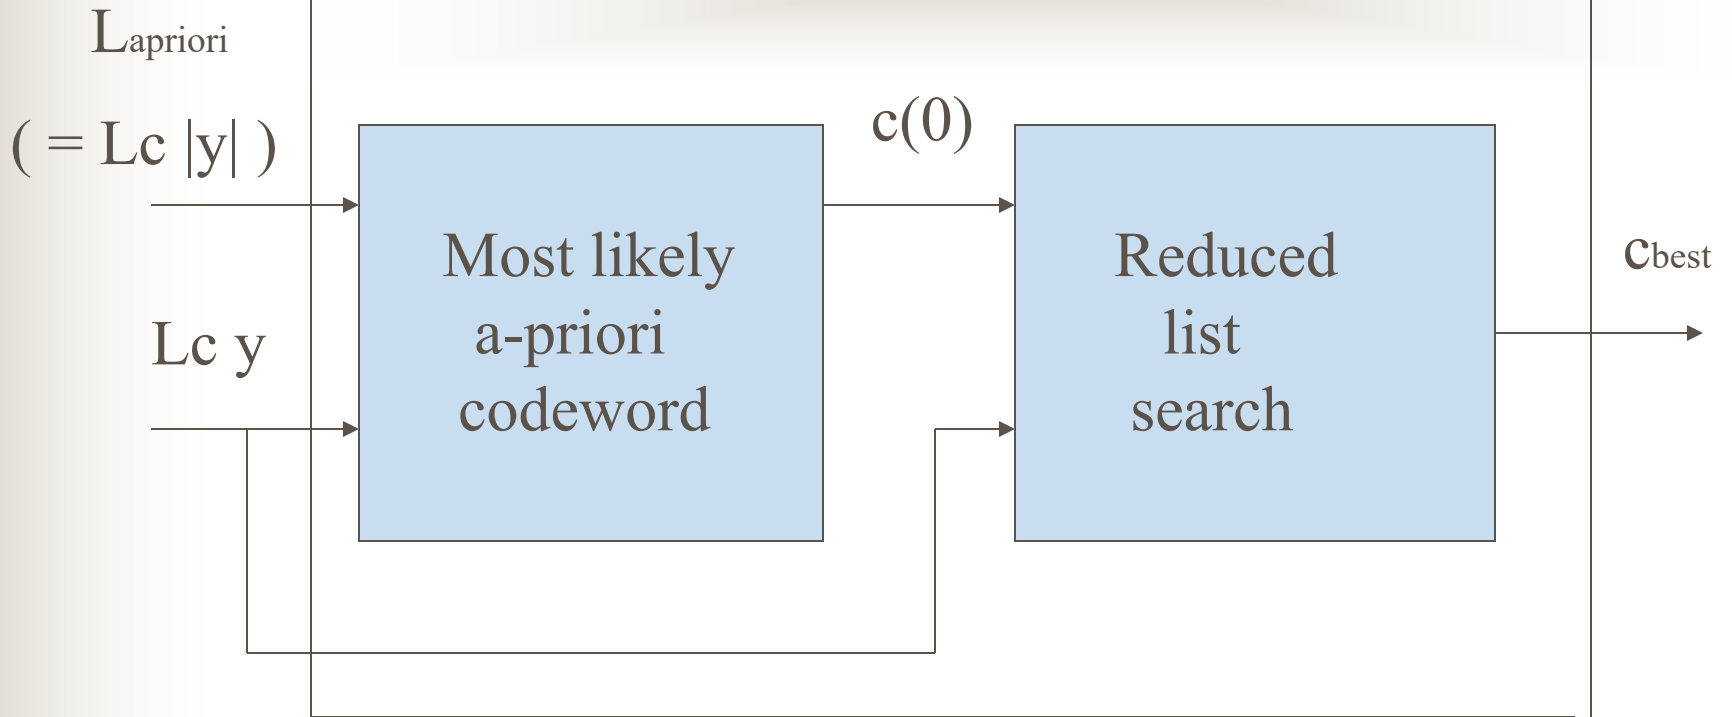 Lapriori
( = Lc |y| )
Lc y
Most likely
a-priori
codeword
c(0)
Reduced
list
search
cbest